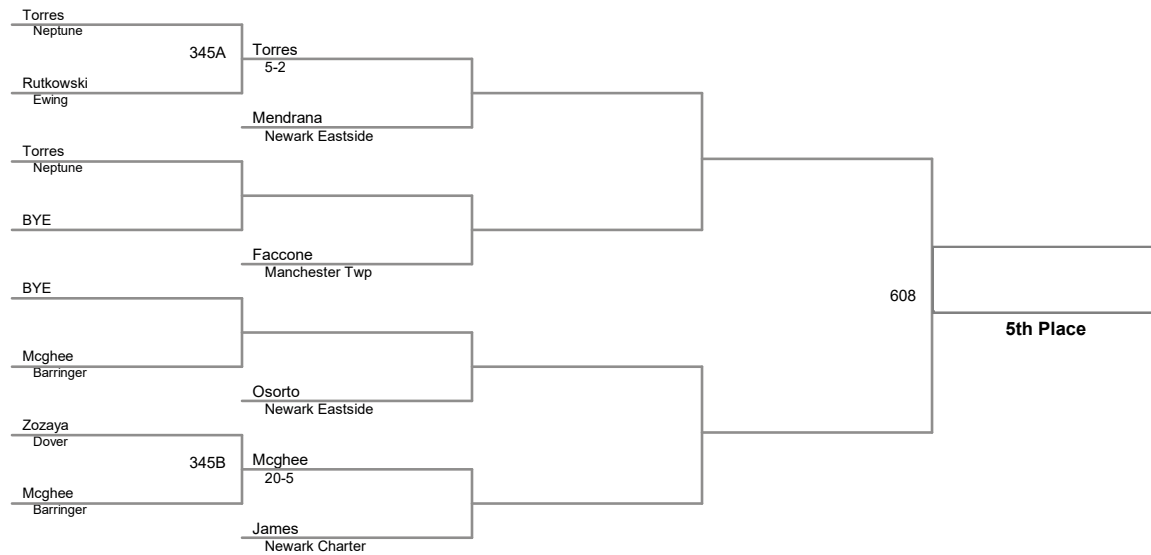 Torres
Neptune
345A
Torres
5-2
Rutkowski
Ewing
Mendrana
Newark Eastside
Torres
Neptune
BYE
Faccone
Manchester Twp
BYE
608
5th Place
Mcghee
Barringer
Osorto
Newark Eastside
Zozaya
Dover
345B
Mcghee
20-5
Mcghee
Barringer
James
Newark Charter